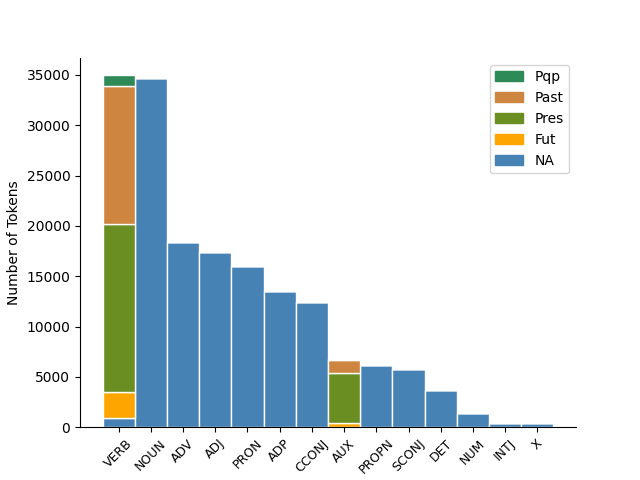 Pqp
Past
Pres
Fut
NA
Number of Tokens
35000
30000
25000
20000
15000
10000
5000
0
VERB
NOUN
ADV
ADJ
PRON
ADP
CCONJ
AUX
PROPN
SCONJ
DET
NUM
INTJ
X